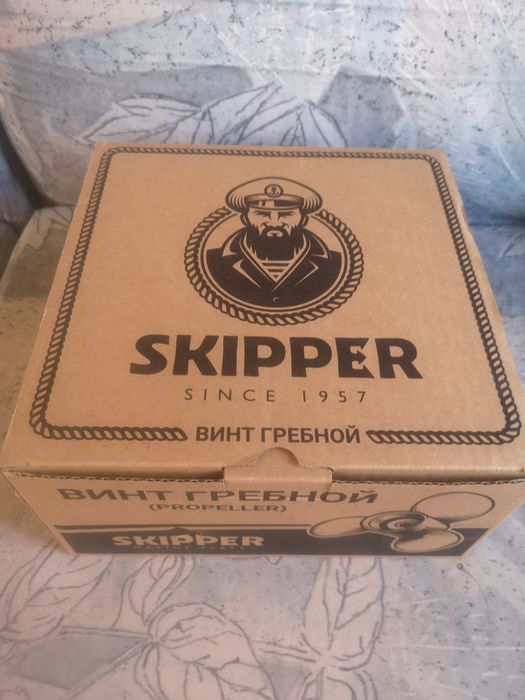 SKIPPER
SINCE 1957
ВИНТ ГРЕБНОЙ
ВИНТ ГРЕБНОЙ
(PROPELLER)
SKIPPER
MARINE PARTS